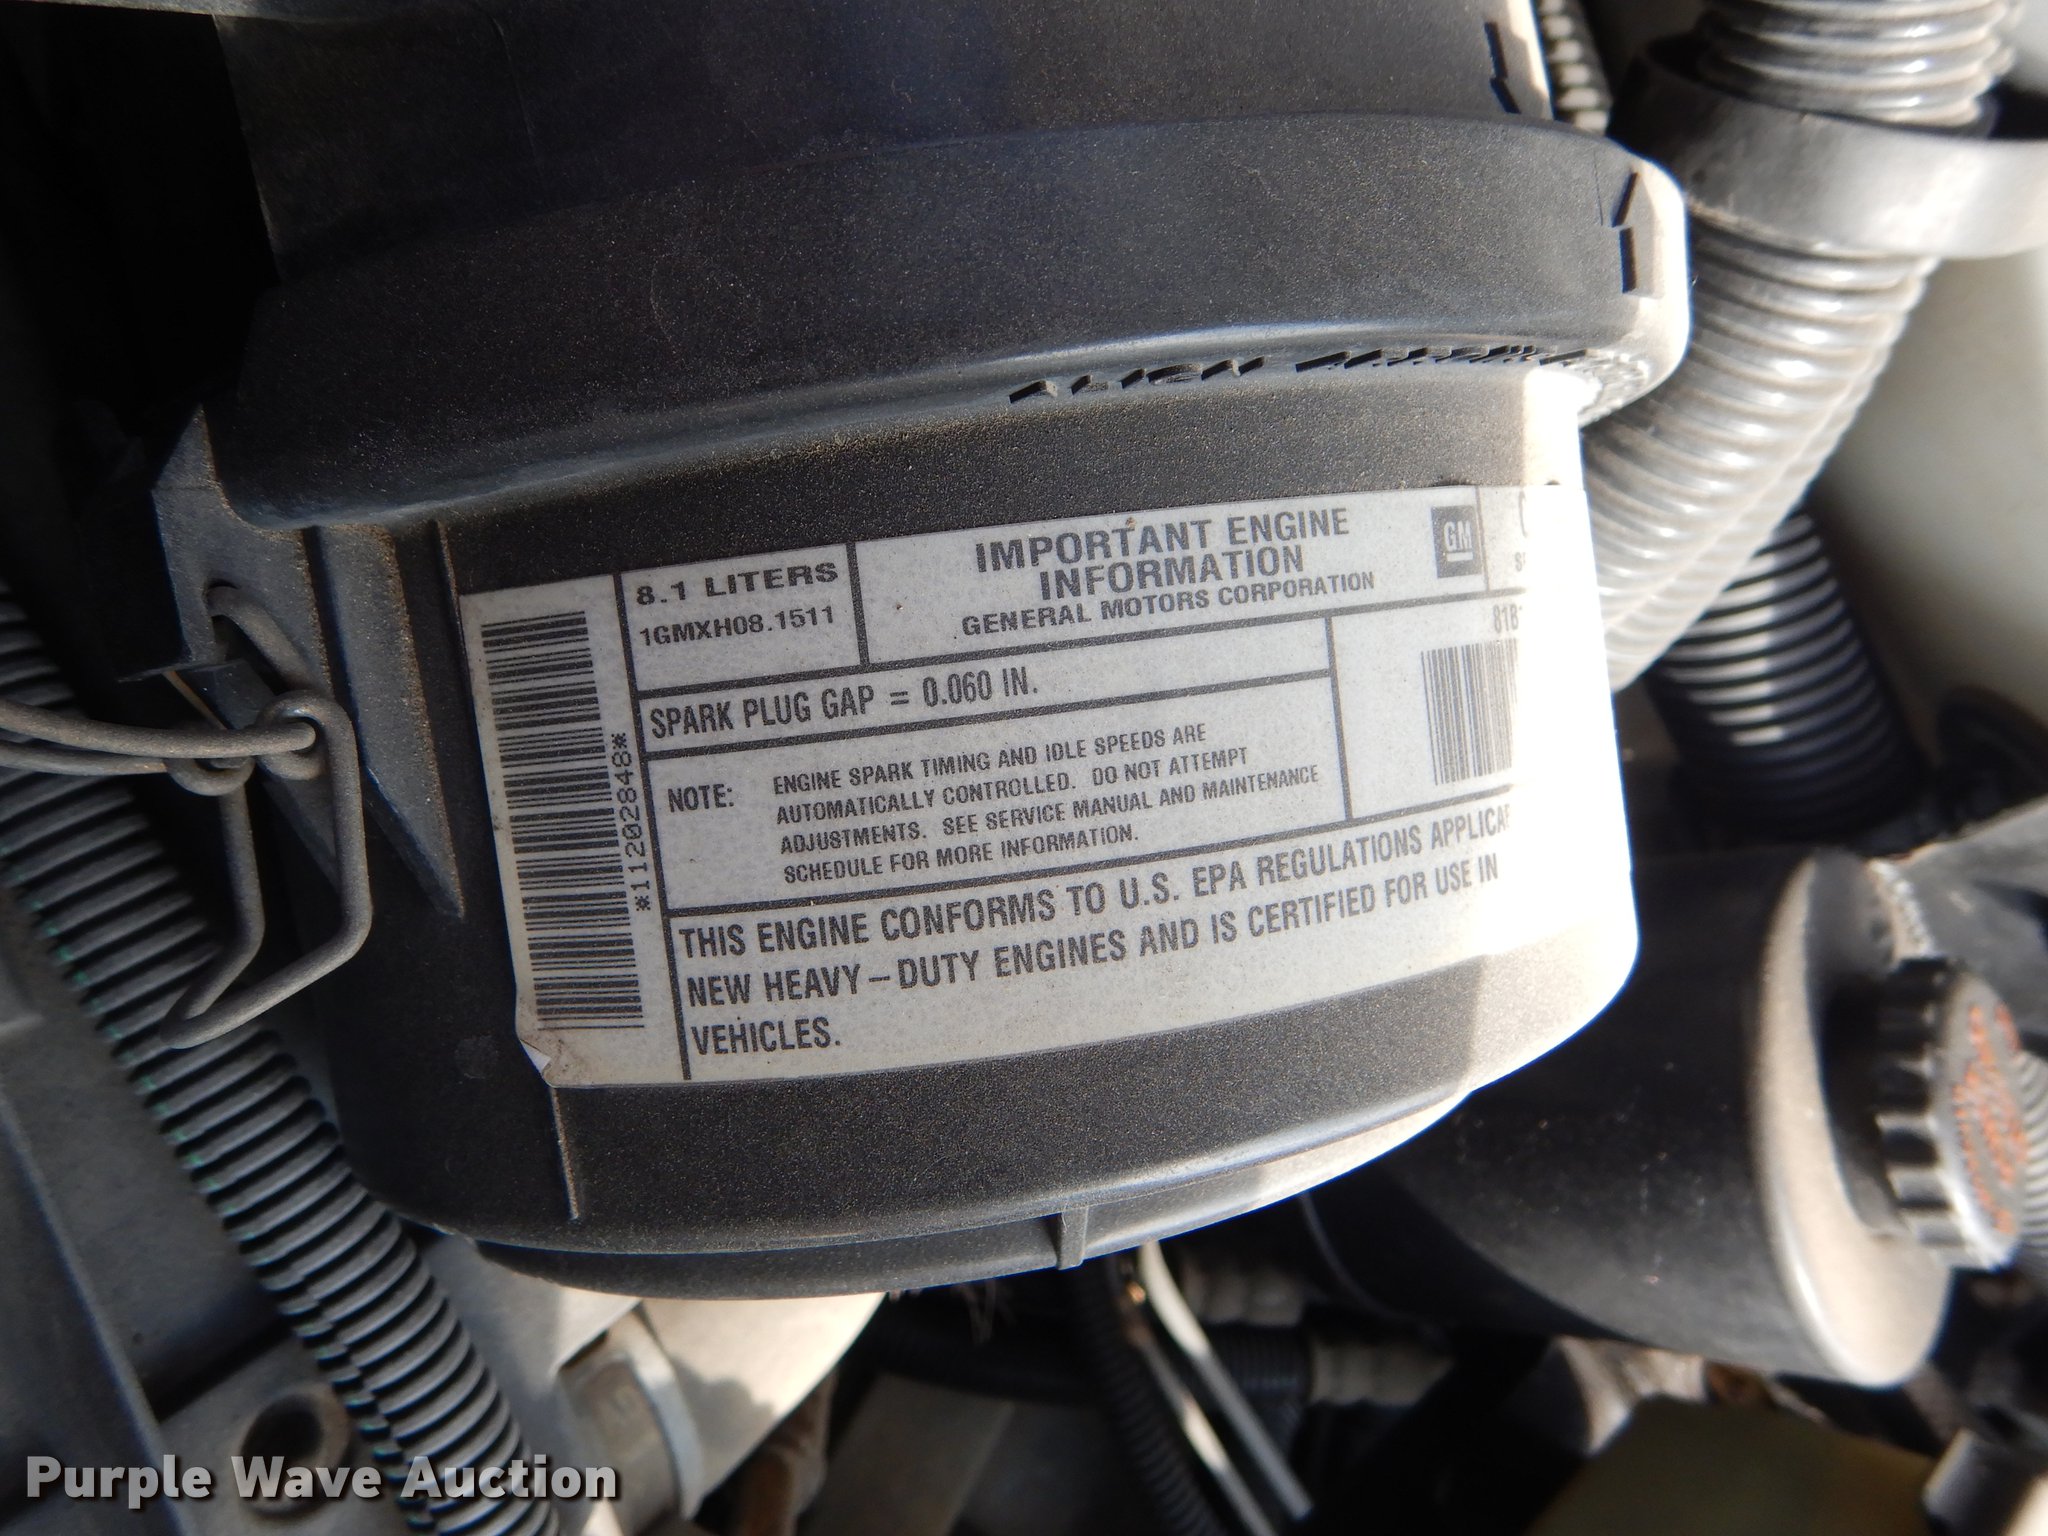 ALIGN
8.1 LITERS
1GMXH08.1511
IMPORTANT ENGINE
INFORMATION
GENERAL MOTORS CORPORATION
GM
SPARK PLUG GAP = 0.060 IN.
NOTE: ENGINE SPARK TIMING AND IDLE SPEEDS ARE
AUTOMATICALLY CONTROLLED. DO NOT ATTEMPT
ADJUSTMENTS. SEE SERVICE MANUAL AND MAINTENANCE
SCHEDULE FOR MORE INFORMATION.
*112028848*
THIS ENGINE CONFORMS TO U.S. EPA REGULATIONS
NEW HEAVY-DUTY ENGINES AND IS CERTIFIED FOR USE IN
VEHICLES.
Purple Wave Auction